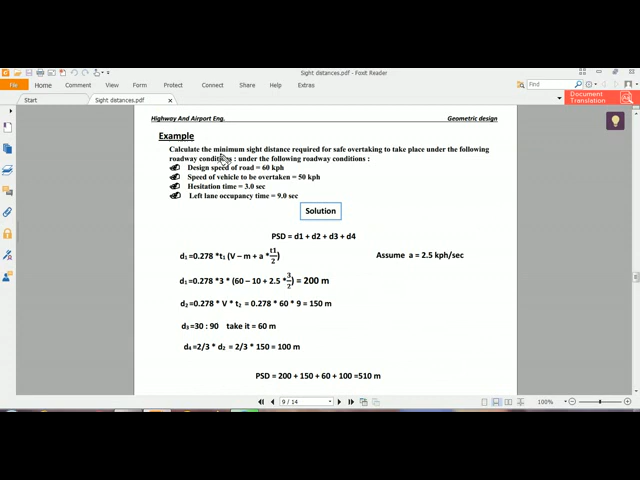 Sight distances.pdf - Foxit Reader
File Home Comment View Form Protect Connect Share Help Extras Find
Start Sight distances.pdf Document Translation
Highway And Airport Eng. Geometric design
Example
Calculate the minimum sight distance required for safe overtaking to take place under the following
roadway conditions : under the following roadway conditions :
Design speed of road = 60 kph
Speed of vehicle to be overtaken = 50 kph
Hesitation time = 3.0 sec
Left lane occupancy time = 9.0 sec
Solution
PSD = d1 + d2 + d3 + d4
d₁ =0.278 *t₁ (V – m + a *t1/2) Assume a = 2.5 kph/sec
d₁ =0.278 *3 * (60 – 10 + 2.5 *3/2) = 200 m
d₂ =0.278 * V * t₂ = 0.278 * 60 * 9 = 150 m
d₃ =30 : 90 take it = 60 m
d₄ =2/3 * d₂ = 2/3 * 150 = 100 m
PSD = 200 + 150 + 60 + 100 =510 m
9 / 14 100%